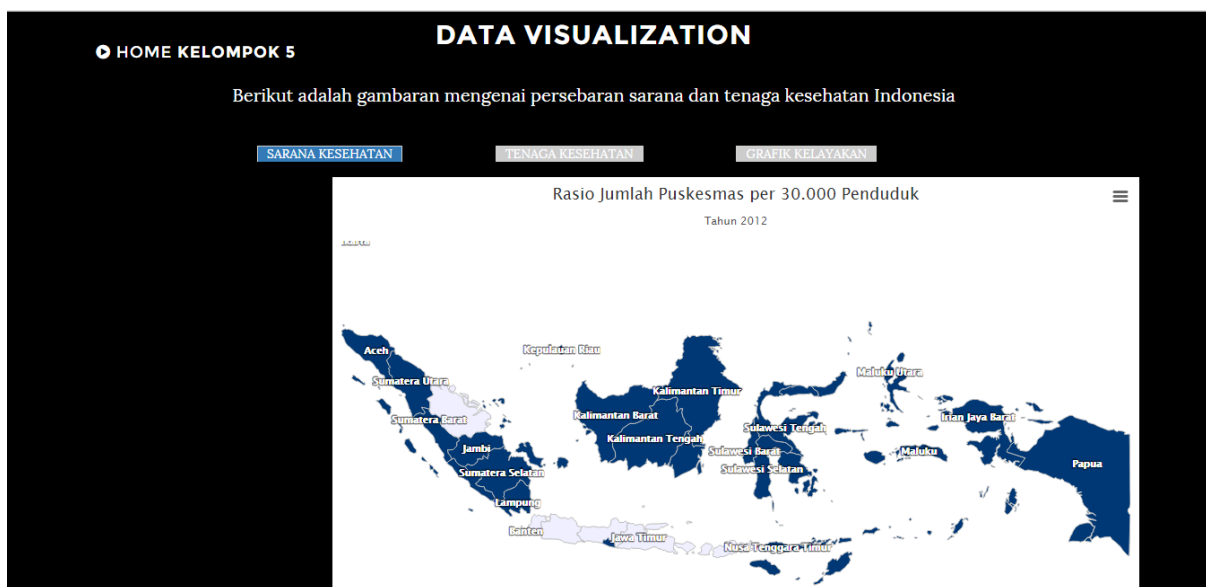 DATA VISUALIZATION
HOME KELOMPOK 5
Berikut adalah gambaran mengenai persebaran sarana dan tenaga kesehatan Indonesia
SARANA KESEHATAN
TENAGA KESEHATAN
GRAFIK KELAYAKAN
Rasio Jumlah Puskesmas per 30.000 Penduduk
Tahun 2012
Aceh
Kepulauan Riau
Maluku Utara
Sumatera Utara
Kalimantan Timur
Kalimantan Barat
Irian Jaya Barat
Sumatera Barat
Sulawesi Tengah
Kalimantan Tengah
Jambi
Sulawesi Barat
Maluku
Papua
Sumatera Selatan
Sulawesi Selatan
Lampung
Banten
Jawa Timur
Nusa Tenggara Timur